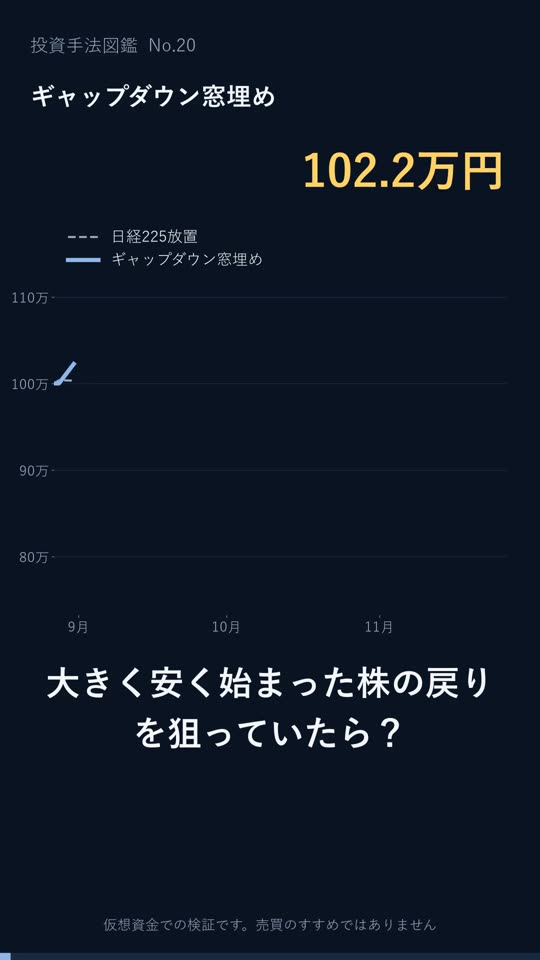 投資手法図鑑 No.20
ギャップダウン窓埋め
102.2万円
日経225放置
ギャップダウン窓埋め
110万
100万
90万
80万
9月
10月
11月
大きく安く始まった株の戻り
を狙っていたら？
仮想資金での検証です。売買のすすめではありません